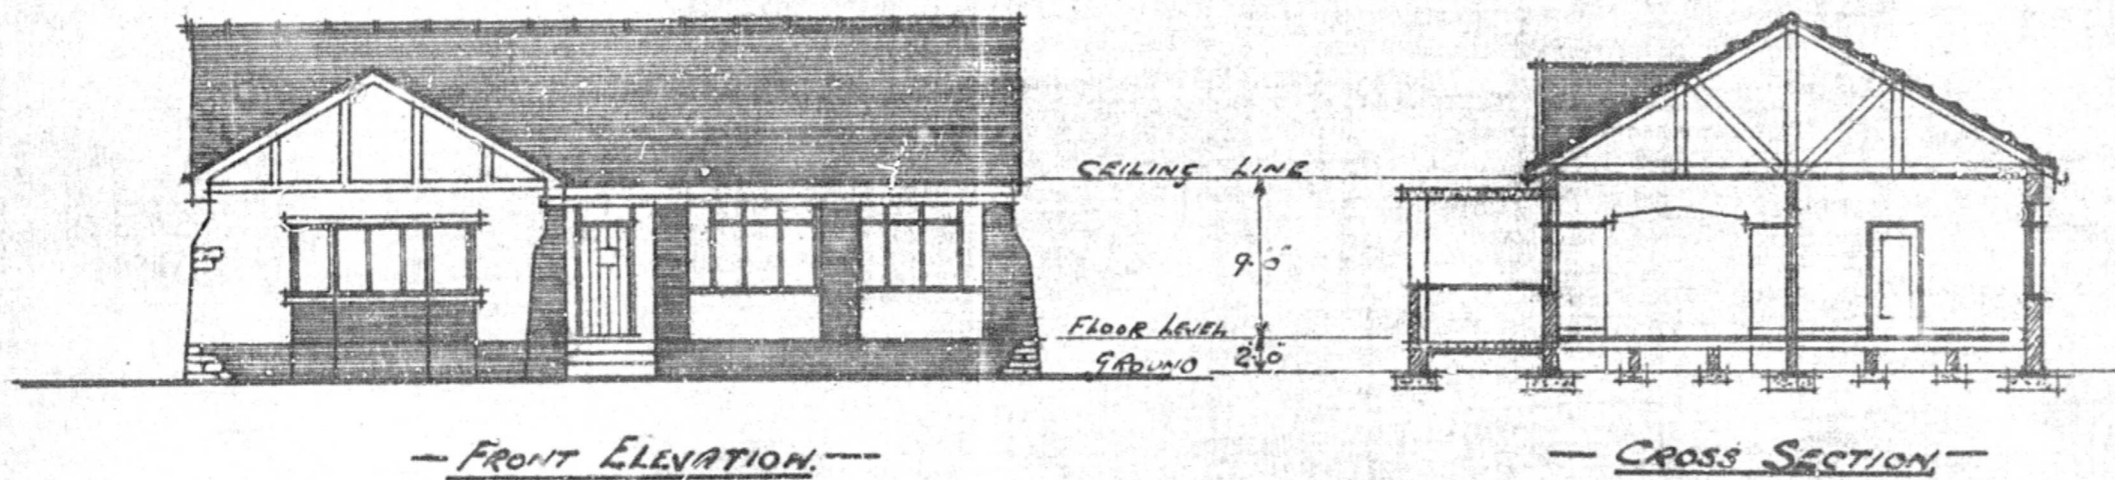 CEILING LINE
9'·0"
FLOOR LEVEL
2'·0"
GROUND
— FRONT ELEVATION. —
— CROSS SECTION. —